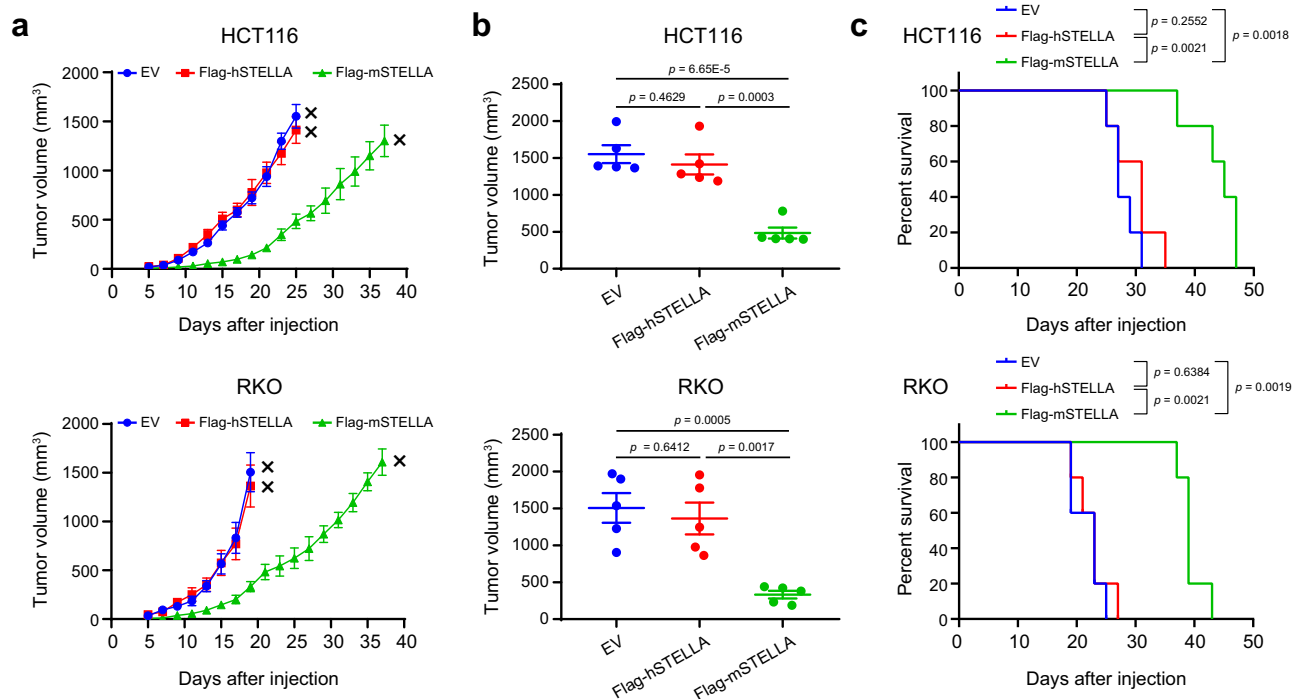 a
HCT116
EV Flag-hSTELLA Flag-mSTELLA
Tumor volume (mm³)
2000
1500
1000
500
0
0 5 10 15 20 25 30 35 40
Days after injection
RKO
EV Flag-hSTELLA Flag-mSTELLA
Tumor volume (mm³)
2000
1500
1000
500
0
0 5 10 15 20 25 30 35 40
Days after injection
b
HCT116
p = 6.65E-5
p = 0.4629 p = 0.0003
Tumor volume (mm³)
2500
2000
1500
1000
500
0
EV
Flag-hSTELLA
Flag-mSTELLA
RKO
p = 0.0005
p = 0.6412 p = 0.0017
Tumor volume (mm³)
2500
2000
1500
1000
500
0
EV
Flag-hSTELLA
Flag-mSTELLA
c
HCT116
EV
Flag-hSTELLA
Flag-mSTELLA
p = 0.2552
p = 0.0021
p = 0.0018
Percent survival
100
80
60
40
20
0
0 10 20 30 40 50
Days after injection
RKO
EV
Flag-hSTELLA
Flag-mSTELLA
p = 0.6384
p = 0.0021
p = 0.0019
Percent survival
100
80
60
40
20
0
0 10 20 30 40 50
Days after injection